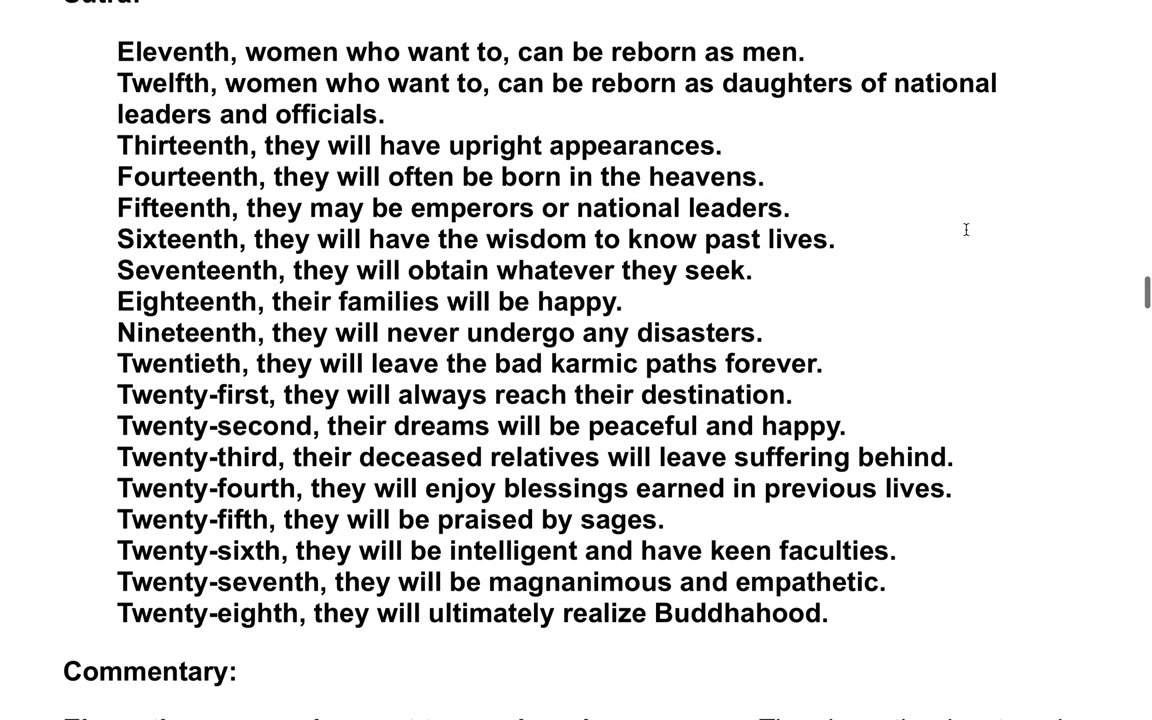 Eleventh, women who want to, can be reborn as men.
Twelfth, women who want to, can be reborn as daughters of national
leaders and officials.
Thirteenth, they will have upright appearances.
Fourteenth, they will often be born in the heavens.
Fifteenth, they may be emperors or national leaders.
Sixteenth, they will have the wisdom to know past lives.
Seventeenth, they will obtain whatever they seek.
Eighteenth, their families will be happy.
Nineteenth, they will never undergo any disasters.
Twentieth, they will leave the bad karmic paths forever.
Twenty-first, they will always reach their destination.
Twenty-second, their dreams will be peaceful and happy.
Twenty-third, their deceased relatives will leave suffering behind.
Twenty-fourth, they will enjoy blessings earned in previous lives.
Twenty-fifth, they will be praised by sages.
Twenty-sixth, they will be intelligent and have keen faculties.
Twenty-seventh, they will be magnanimous and empathetic.
Twenty-eighth, they will ultimately realize Buddhahood.
Commentary: